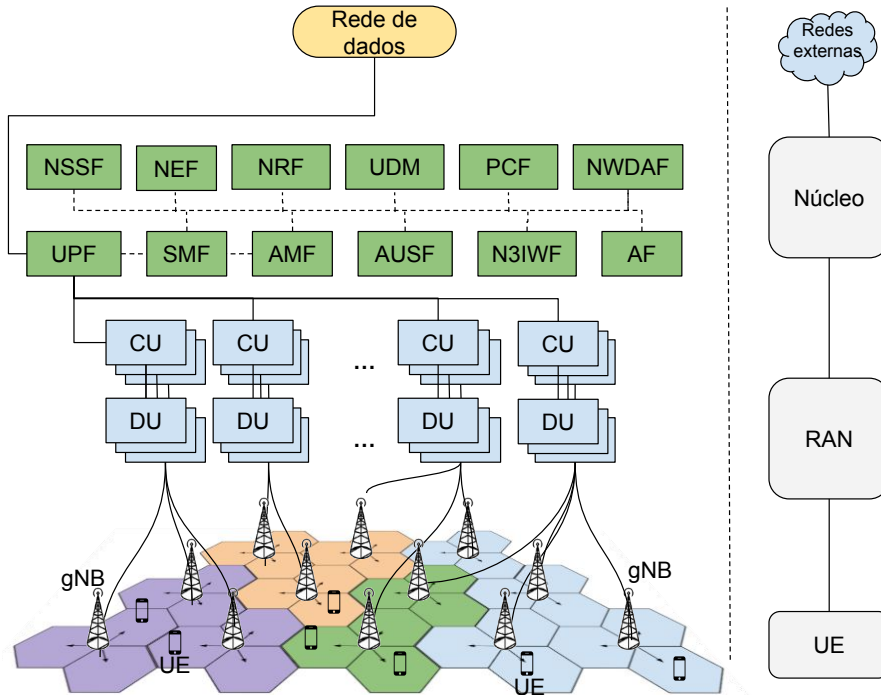 Rede de
dados
Redes
externas
NSSF
NEF
NRF
UDM
PCF
NWDAF
Núcleo
UPF
SMF
AMF
AUSF
N3IWF
AF
CU
CU
...
CU
CU
DU
DU
...
DU
DU
RAN
gNB
gNB
UE
UE
UE